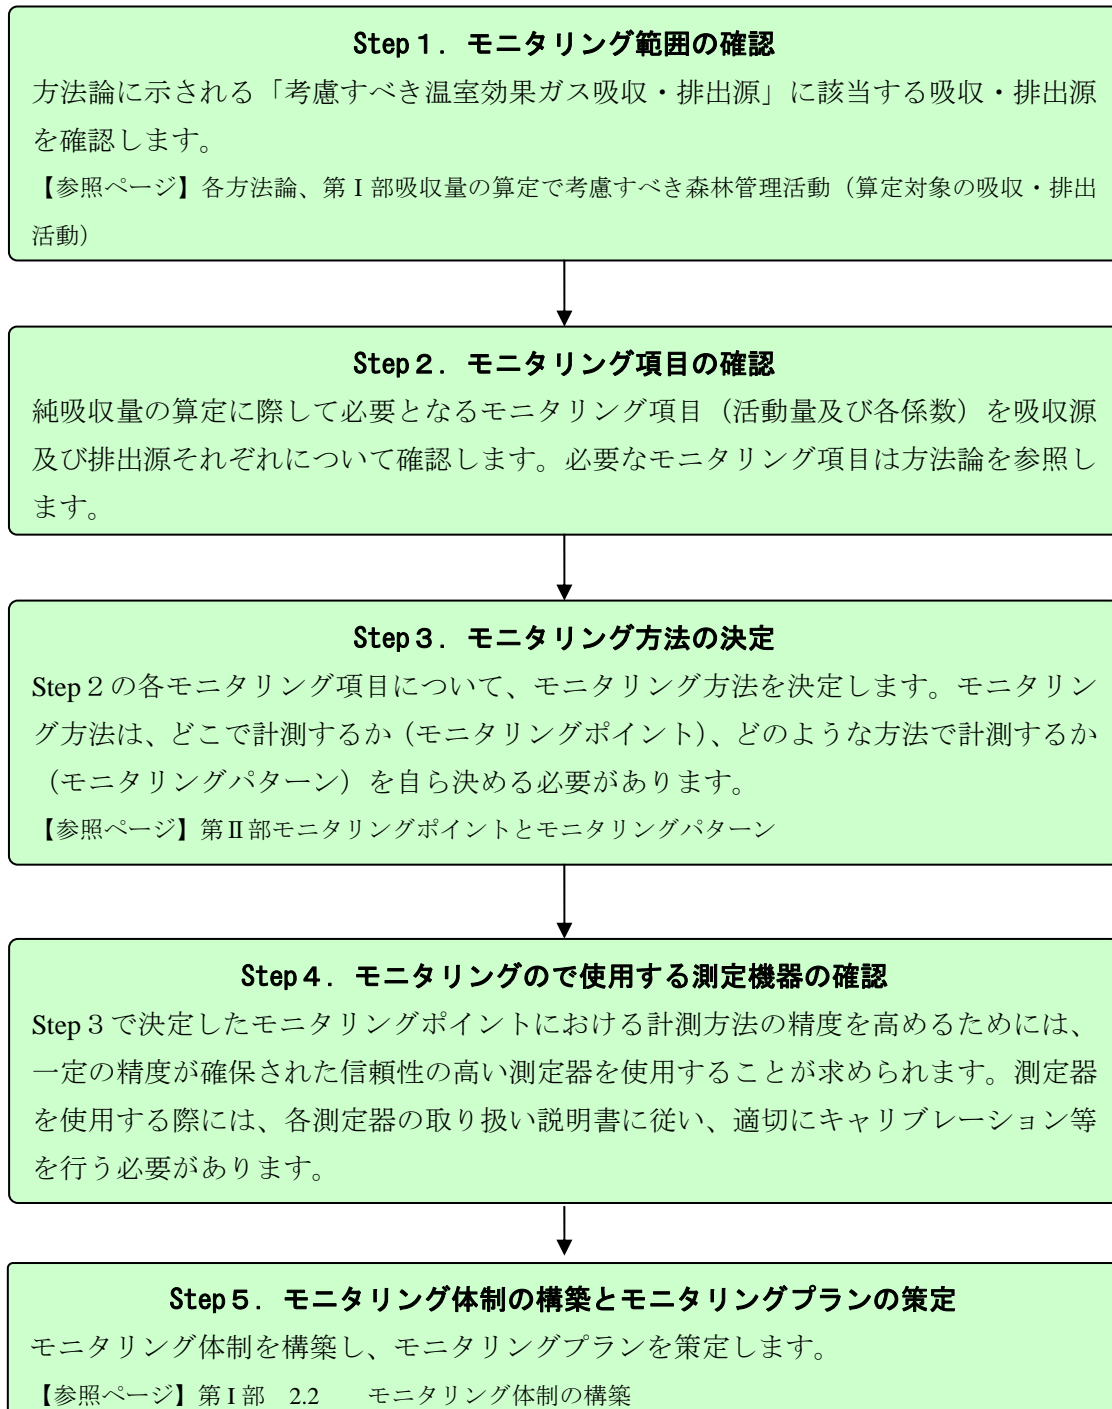 Step１．モニタリング範囲の確認
方法論に示される「考慮すべき温室効果ガス吸収・排出源」に該当する吸収・排出源
を確認します。
【参照ページ】各方法論、第Ⅰ部吸収量の算定で考慮すべき森林管理活動（算定対象の吸収・排出
活動）
Step２．モニタリング項目の確認
純吸収量の算定に際して必要となるモニタリング項目（活動量及び各係数）を吸収源
及び排出源それぞれについて確認します。必要なモニタリング項目は方法論を参照し
ます。
Step３．モニタリング方法の決定
Step２の各モニタリング項目について、モニタリング方法を決定します。モニタリン
グ方法は、どこで計測するか（モニタリングポイント）、どのような方法で計測するか
（モニタリングパターン）を自ら決める必要があります。
【参照ページ】第Ⅱ部モニタリングポイントとモニタリングパターン
Step４．モニタリングので使用する測定機器の確認
Step３で決定したモニタリングポイントにおける計測方法の精度を高めるためには、
一定の精度が確保された信頼性の高い測定器を使用することが求められます。測定器
を使用する際には、各測定器の取り扱い説明書に従い、適切にキャリブレーション等
を行う必要があります。
Step５．モニタリング体制の構築とモニタリングプランの策定
モニタリング体制を構築し、モニタリングプランを策定します。
【参照ページ】第Ⅰ部　2.2　　モニタリング体制の構築